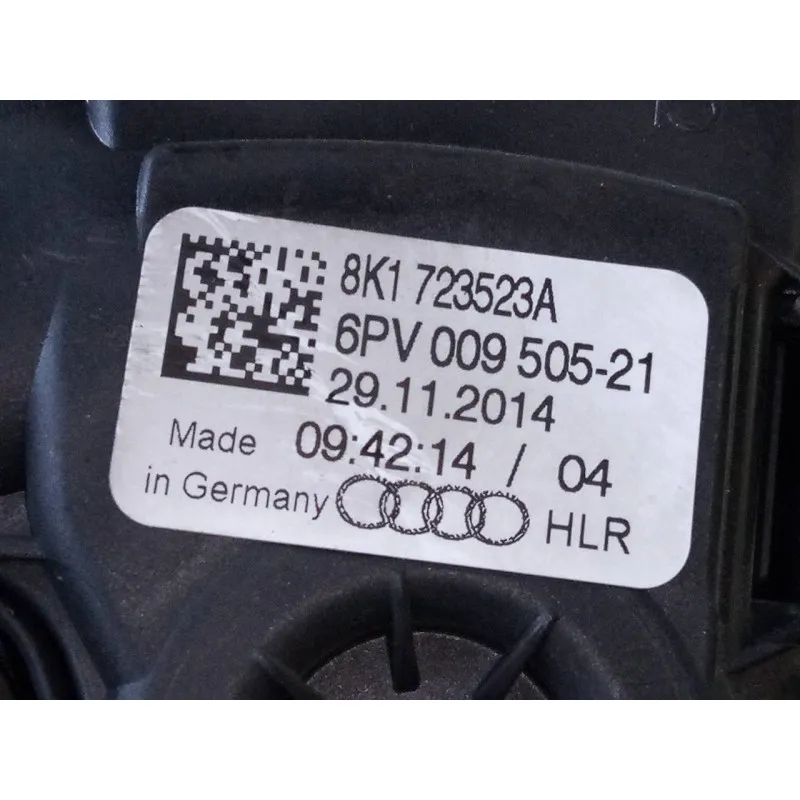 8K1 723523A
6PV 009 505-21
29.11.2014
Made 09:42:14 / 04
in Germany HLR